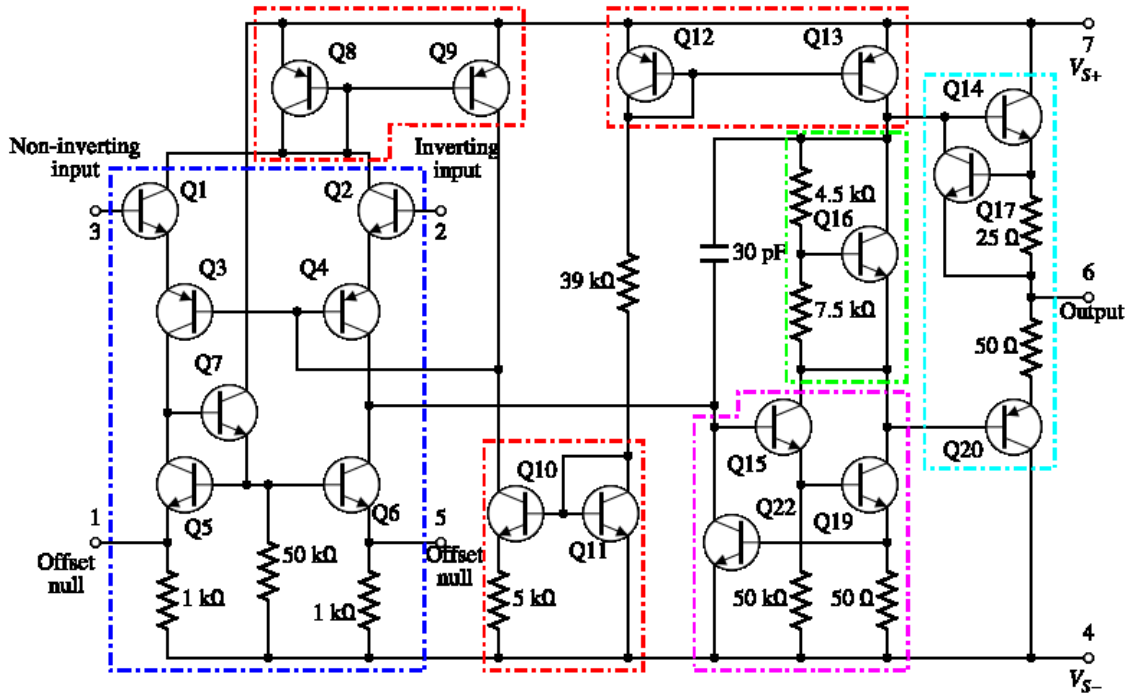 Q8
Q9
Q12
Q13
7
V_S+
Q14
Non-inverting
input
Inverting
input
Q1
Q2
3
2
4.5 kΩ
Q16
Q17
25 Ω
Q3
Q4
30 pF
39 kΩ
7.5 kΩ
6
Output
50 Ω
Q7
Q15
Q20
Q10
Q22
Q19
1
Q5
Q6
5
Offset
null
50 kΩ
Offset
null
Q11
1 kΩ
1 kΩ
5 kΩ
50 kΩ
50 Ω
4
V_S−